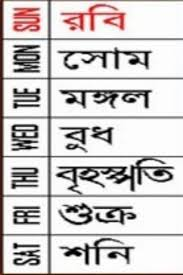 SUN রবি
MON সোম
TUE মঙ্গল
WED বুধ
THU বৃহস্পতি
FRI শুক্র
SAT শনি